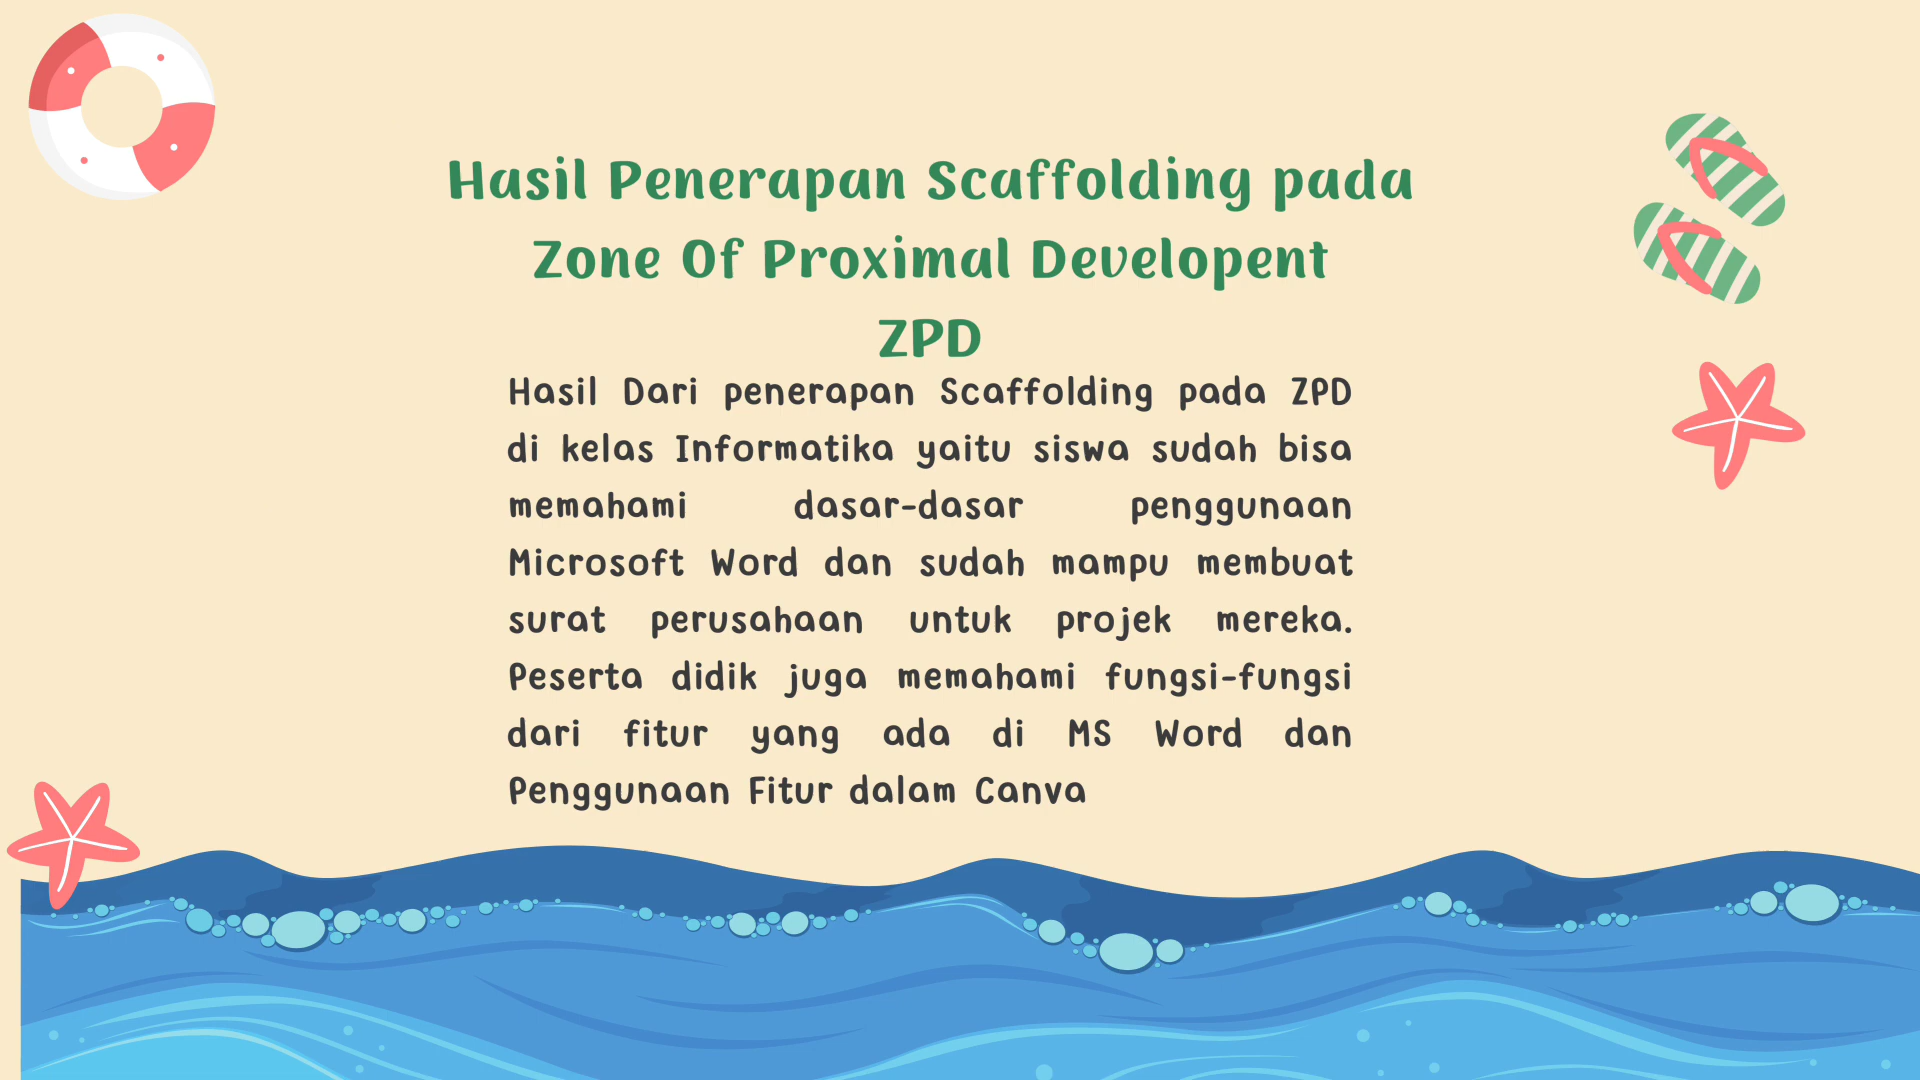 Hasil Penerapan Scaffolding pada
Zone Of Proximal Developent
ZPD
Hasil Dari penerapan Scaffolding pada ZPD
di kelas Informatika yaitu siswa sudah bisa
memahami dasar-dasar penggunaan
Microsoft Word dan sudah mampu membuat
surat perusahaan untuk projek mereka.
Peserta didik juga memahami fungsi-fungsi
dari fitur yang ada di MS Word dan
Penggunaan Fitur dalam Canva